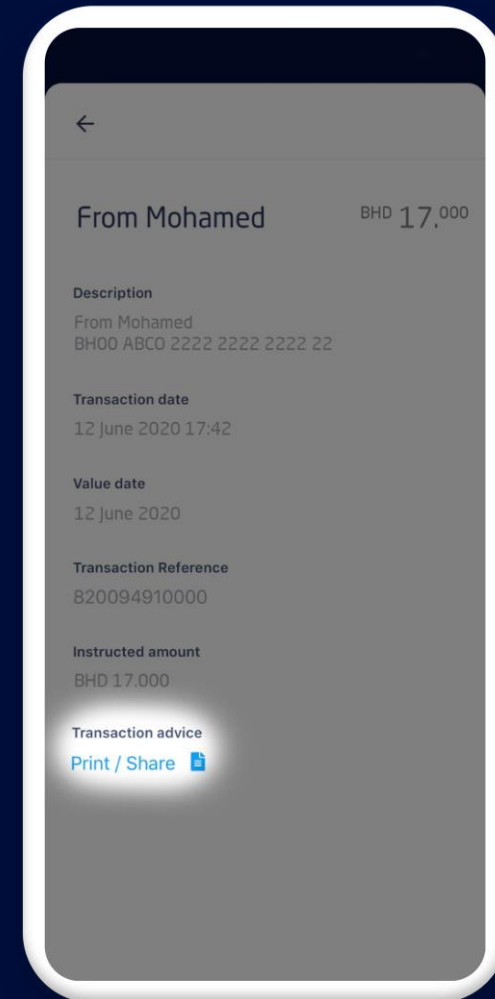 From Mohamed BHD 17.000
Description
From Mohamed
BH00 ABCO 2222 2222 2222 22
Transaction date
12 June 2020 17:42
Value date
12 June 2020
Transaction Reference
820094910000
Instructed amount
BHD 17.000
Transaction advice
Print / Share